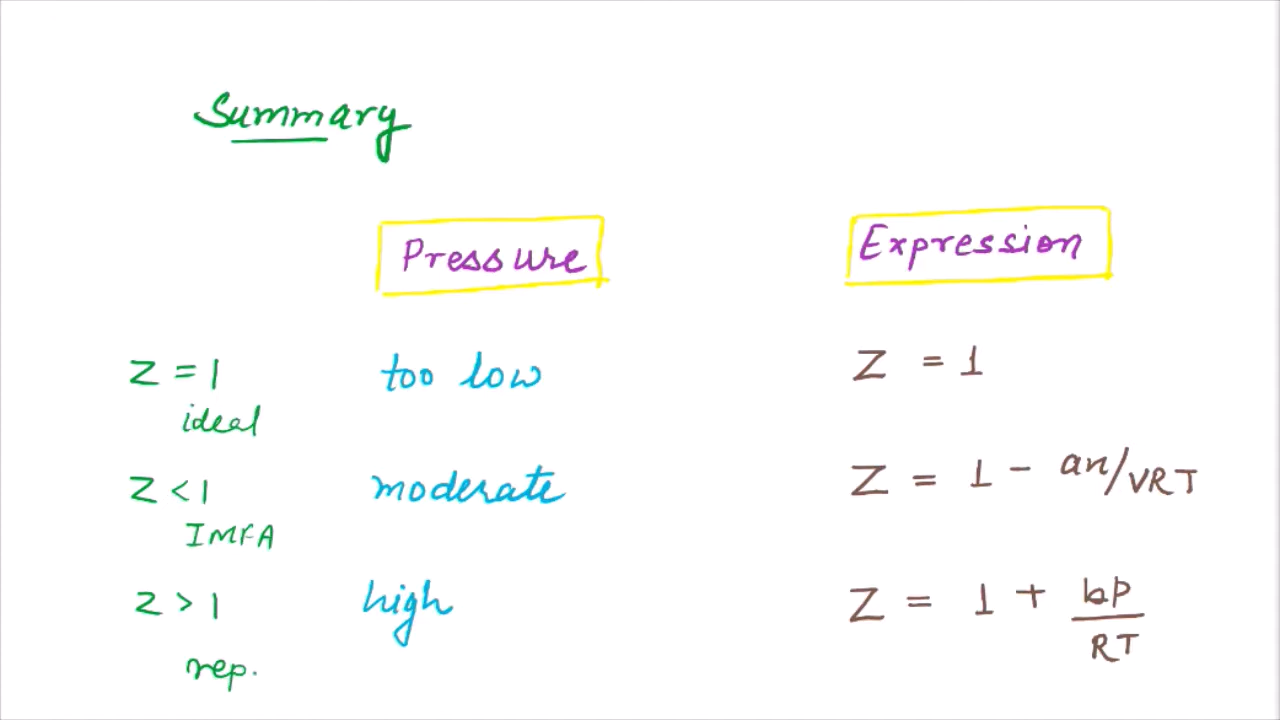 Summary
Pressure Expression
Z = 1 too low Z = 1
ideal
Z < 1 moderate Z = 1 - an/VRT
IMFA
Z > 1 high Z = 1 + bP/RT
rep.